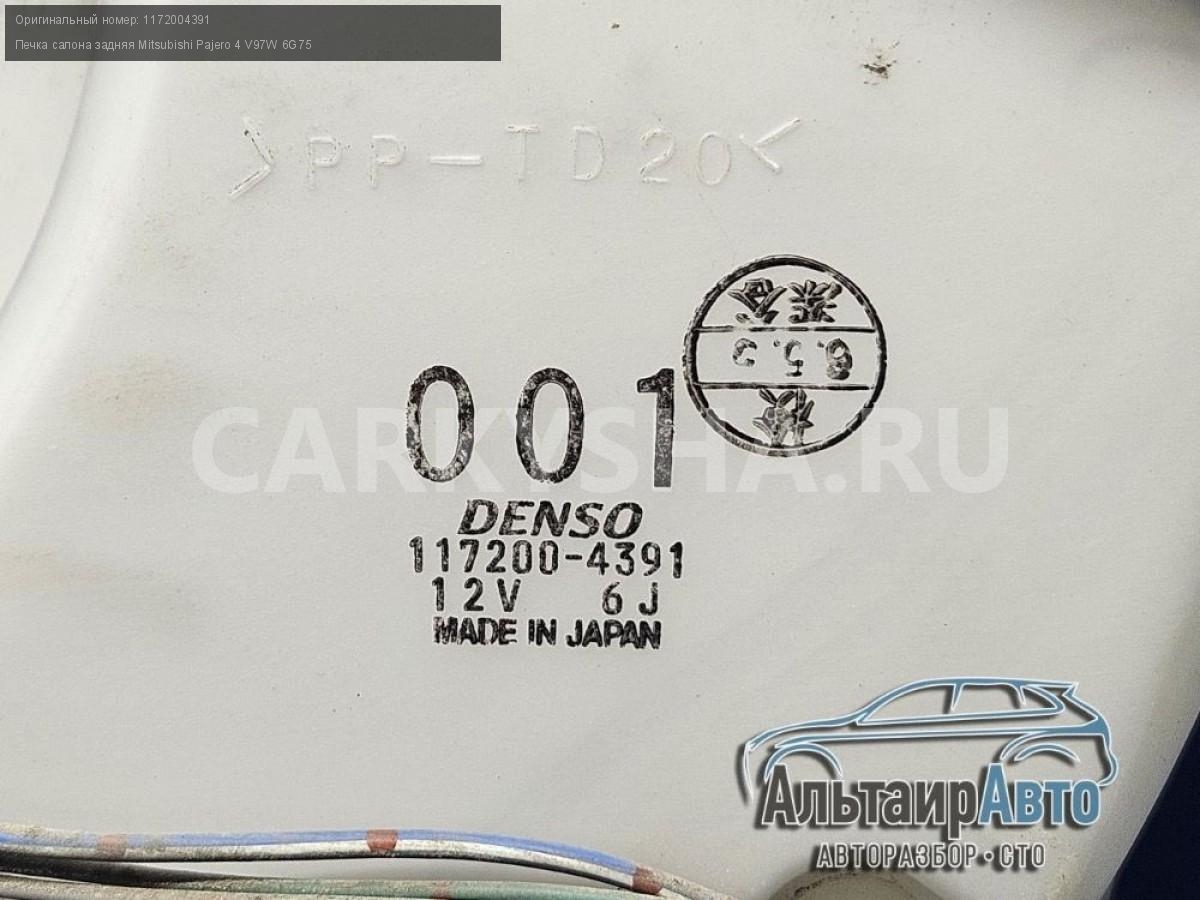 Оригинальный номер: 1172004391
Печка салона задняя Mitsubishi Pajero 4 V97W 6G75
>PP-TD20<
001
CARKYSHA.RU
DENSO
117200-4391
12V 6J
MADE IN JAPAN
АльтаирАвто
АВТОРАЗБОР·СТО